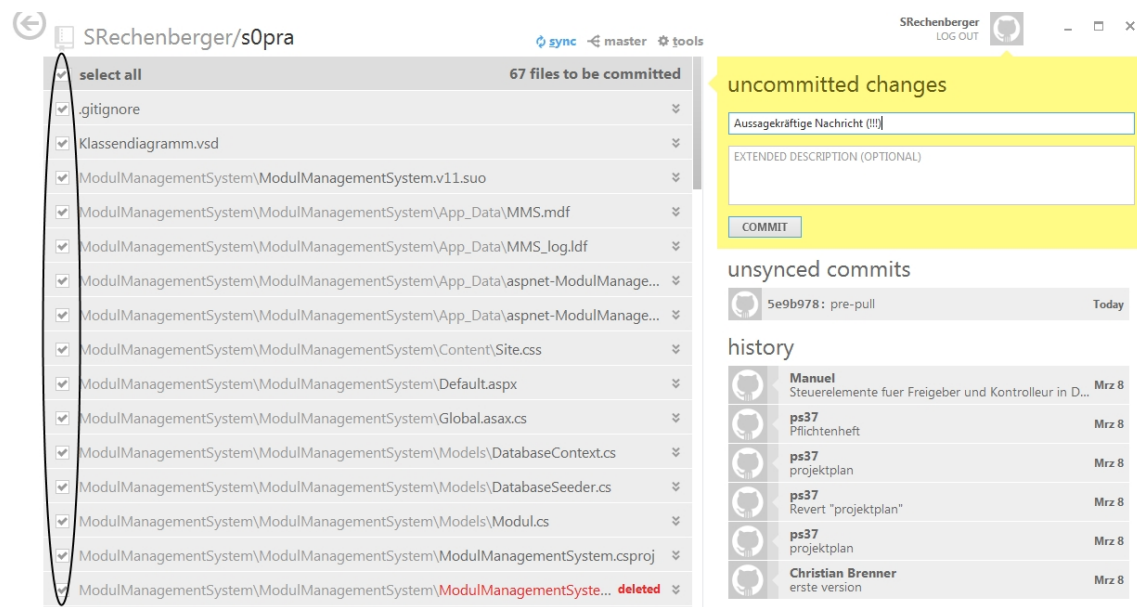 SRechenberger/s0pra
sync master tools
SRechenberger
LOG OUT
select all 67 files to be committed
.gitignore
Klassendiagramm.vsd
ModulManagementSystem\ModulManagementSystem.v11.suo
ModulManagementSystem\ModulManagementSystem\App_Data\MMS.mdf
ModulManagementSystem\ModulManagementSystem\App_Data\MMS_log.ldf
ModulManagementSystem\ModulManagementSystem\App_Data\aspnet-ModulManage...
ModulManagementSystem\ModulManagementSystem\App_Data\aspnet-ModulManage...
ModulManagementSystem\ModulManagementSystem\Content\Site.css
ModulManagementSystem\ModulManagementSystem\Default.aspx
ModulManagementSystem\ModulManagementSystem\Global.asax.cs
ModulManagementSystem\ModulManagementSystem\Models\DatabaseContext.cs
ModulManagementSystem\ModulManagementSystem\Models\DatabaseSeeder.cs
ModulManagementSystem\ModulManagementSystem\Models\Modul.cs
ModulManagementSystem\ModulManagementSystem\ModulManagementSystem.csproj
ModulManagementSystem\ModulManagementSystem\ModulManagementSyste... deleted
uncommitted changes
Aussagekräftige Nachricht (!!!)
EXTENDED DESCRIPTION (OPTIONAL)
COMMIT
unsynced commits
5e9b978: pre-pull Today
history
Manuel
Steuerelemente fuer Freigeber und Kontrolleur in D... Mrz 8
ps37
Pflichtenheft Mrz 8
ps37
projektplan Mrz 8
ps37
Revert "projektplan" Mrz 8
ps37
projektplan Mrz 8
Christian Brenner
erste version Mrz 8